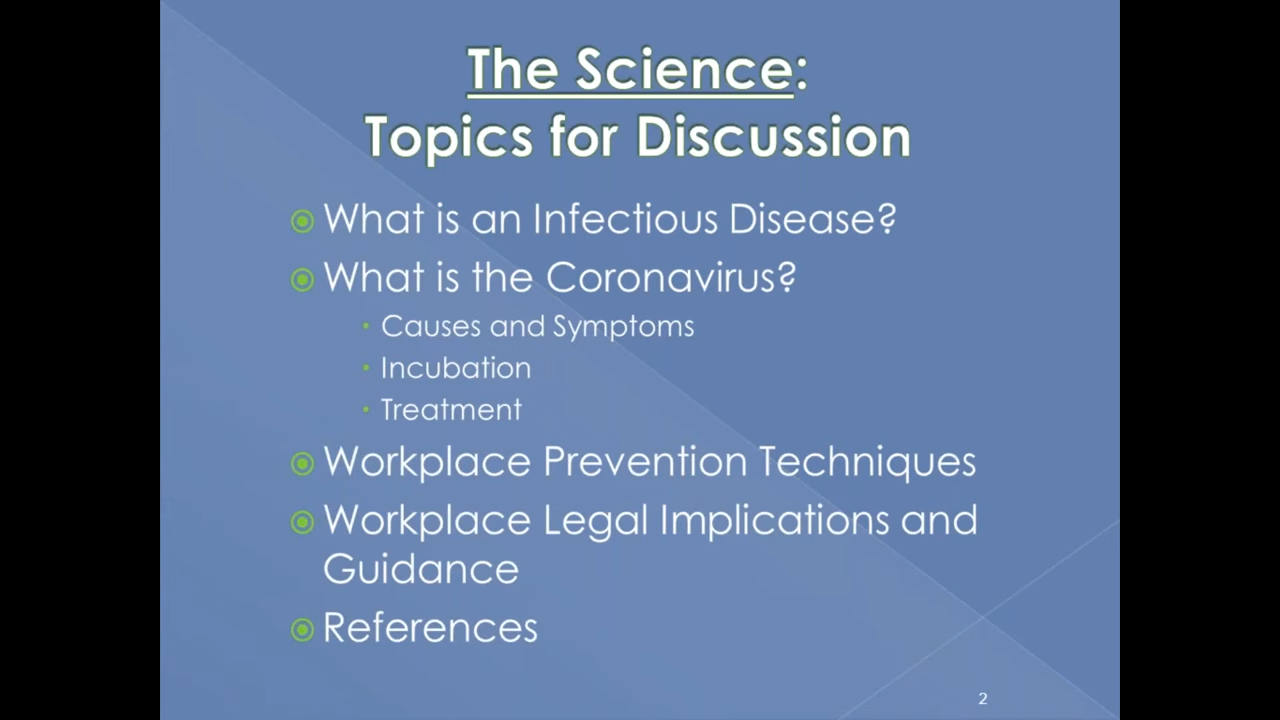 The Science:
Topics for Discussion
What is an Infectious Disease?
What is the Coronavirus?
Causes and Symptoms
Incubation
Treatment
Workplace Prevention Techniques
Workplace Legal Implications and
Guidance
References
2